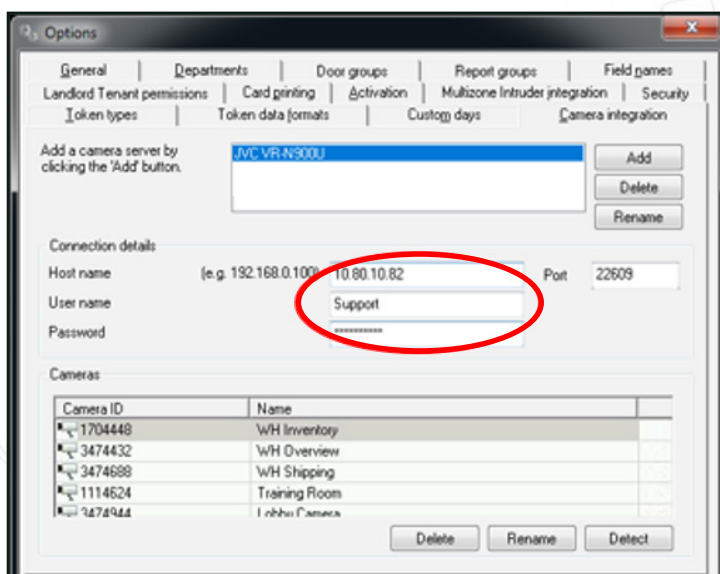 Options
General Departments Door groups Report groups Field names
Landlord Tenant permissions Card printing Activation Multizone Intruder integration Security
Token types Token data formats Custom days Camera integration
Add a camera server by
clicking the 'Add' button.
JVC VR-N900U
Add
Delete
Rename
Connection details
Host name (e.g. 192.168.0.100) 10.80.10.82 Port 22609
User name Support
Password **********
Cameras
Camera ID Name
1704448 WH Inventory
3474432 WH Overview
3474688 WH Shipping
1114624 Training Room
3474944 Lobby Camera
Delete Rename Detect